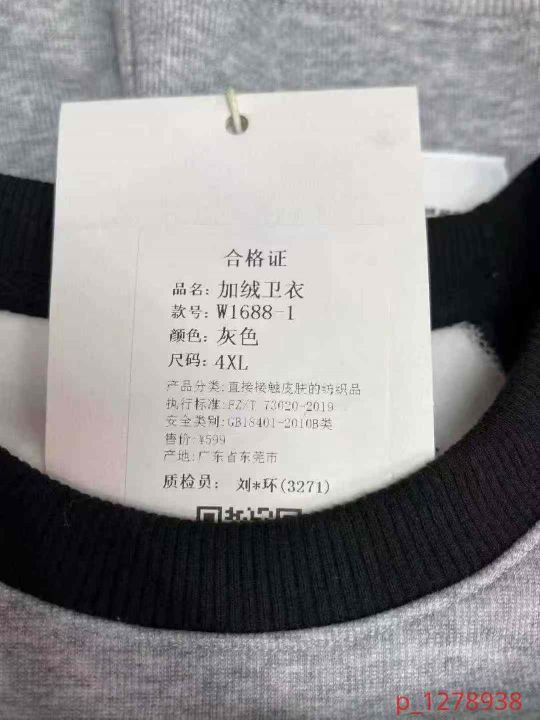 合格证
品名: 加绒卫衣
款号: W1688-1
颜色: 灰色
尺码: 4XL
产品分类: 直接接触皮肤的纺织品
执行标准: FZ/T 73020-2019
安全类别: GB18401-2010B类
售价: ¥599
产地: 广东省东莞市
质检员: 刘*环(3271)
p_1278938